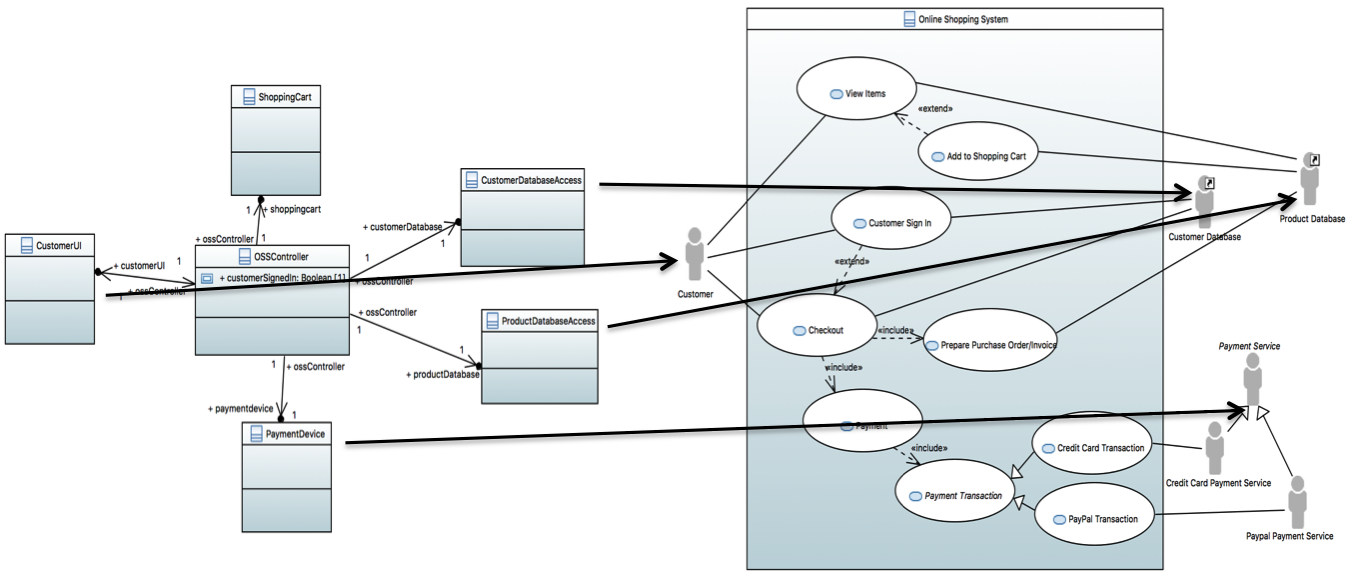 Online Shopping System
ShoppingCart
View Items
«extend»
Add to Shopping Cart
CustomerDatabaseAccess
1
+ shoppingcart
+ customerDatabase
1
Customer Sign In
Product Database
CustomerUI
+ ossController
1
1
Customer Database
OSSController
+ customerUI
1
1
+ customerSignedIn: Boolean [1]
«extend»
+ ossController
+ ossController
1
Customer
+ ossController
1
ProductDatabaseAccess
Checkout
«include»
Prepare Purchase Order/Invoice
1
+ productDatabase
Payment Service
1
+ ossController
«include»
+ paymentdevice
1
PaymentDevice
Payment
«include»
Credit Card Transaction
Credit Card Payment Service
Payment Transaction
PayPal Transaction
Paypal Payment Service